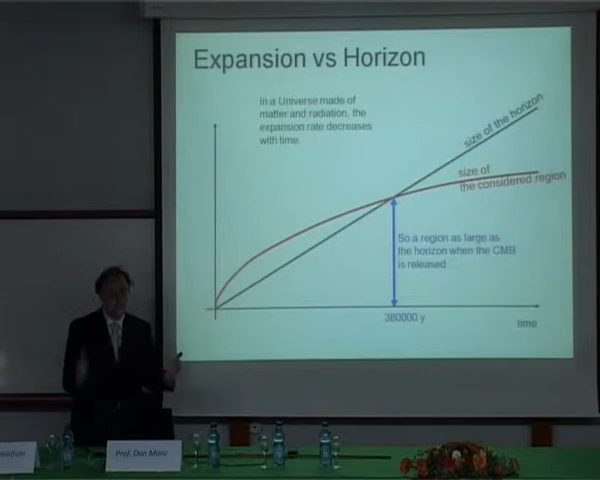 Expansion vs Horizon
In a Universe made of
matter and radiation, the
expansion rate decreases
with time.
size of the horizon
size of
the considered region
So a region as large as
the horizon when the CMB
is released
380000 y
time
Prof. Dan